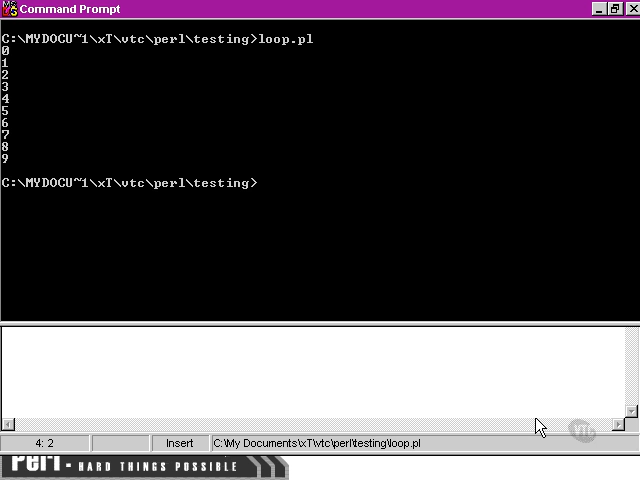 Command Prompt
C:\MYDOCU~1\xT\vtc\perl\testing>loop.pl
0
1
2
3
4
5
6
7
8
9
C:\MYDOCU~1\xT\vtc\perl\testing>
VTC
4: 2 Insert C:\My Documents\xT\vtc\perl\testing\loop.pl
Perl - HARD THINGS POSSIBLE